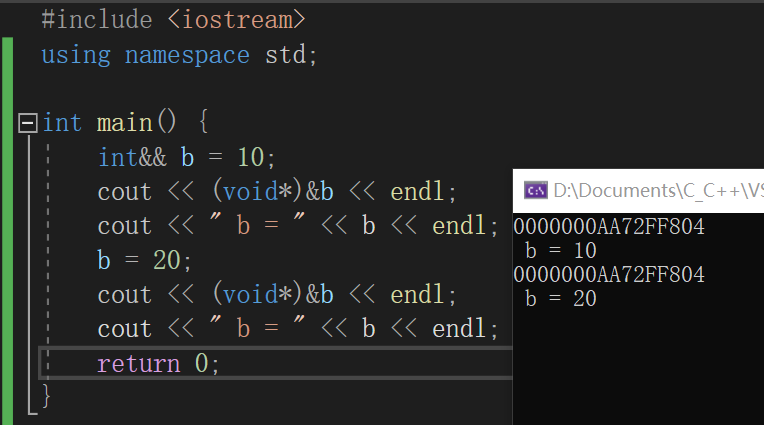 #include <iostream>
using namespace std;
int main() {
int&& b = 10;
cout << (void*)&b << endl;
cout << " b = " << b << endl;
b = 20;
cout << (void*)&b << endl;
cout << " b = " << b << endl;
return 0;
}
C:\
D:\Documents\C_C++\VS
0000000AA72FF804
b = 10
0000000AA72FF804
b = 20